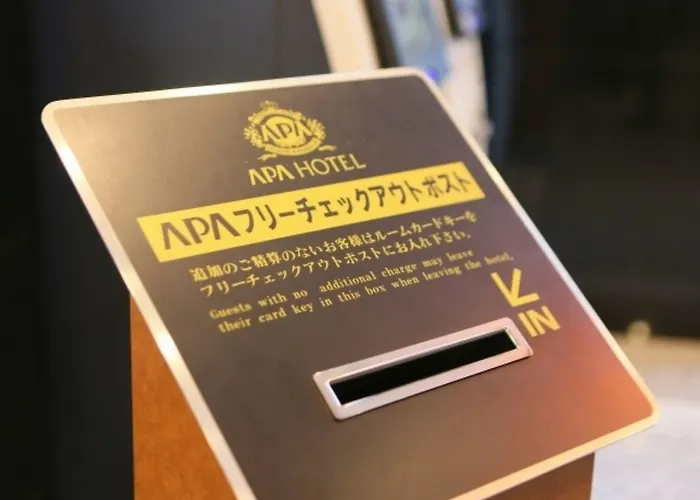 APA
APA HOTEL
APAフリーチェックアウトポスト
追加のご精算のないお客様はルームカードキーを
フリーチェックアウトポストにお入れ下さい。
Guests with no additional charge may leave
their card key in this box when leaving the hotel.
IN